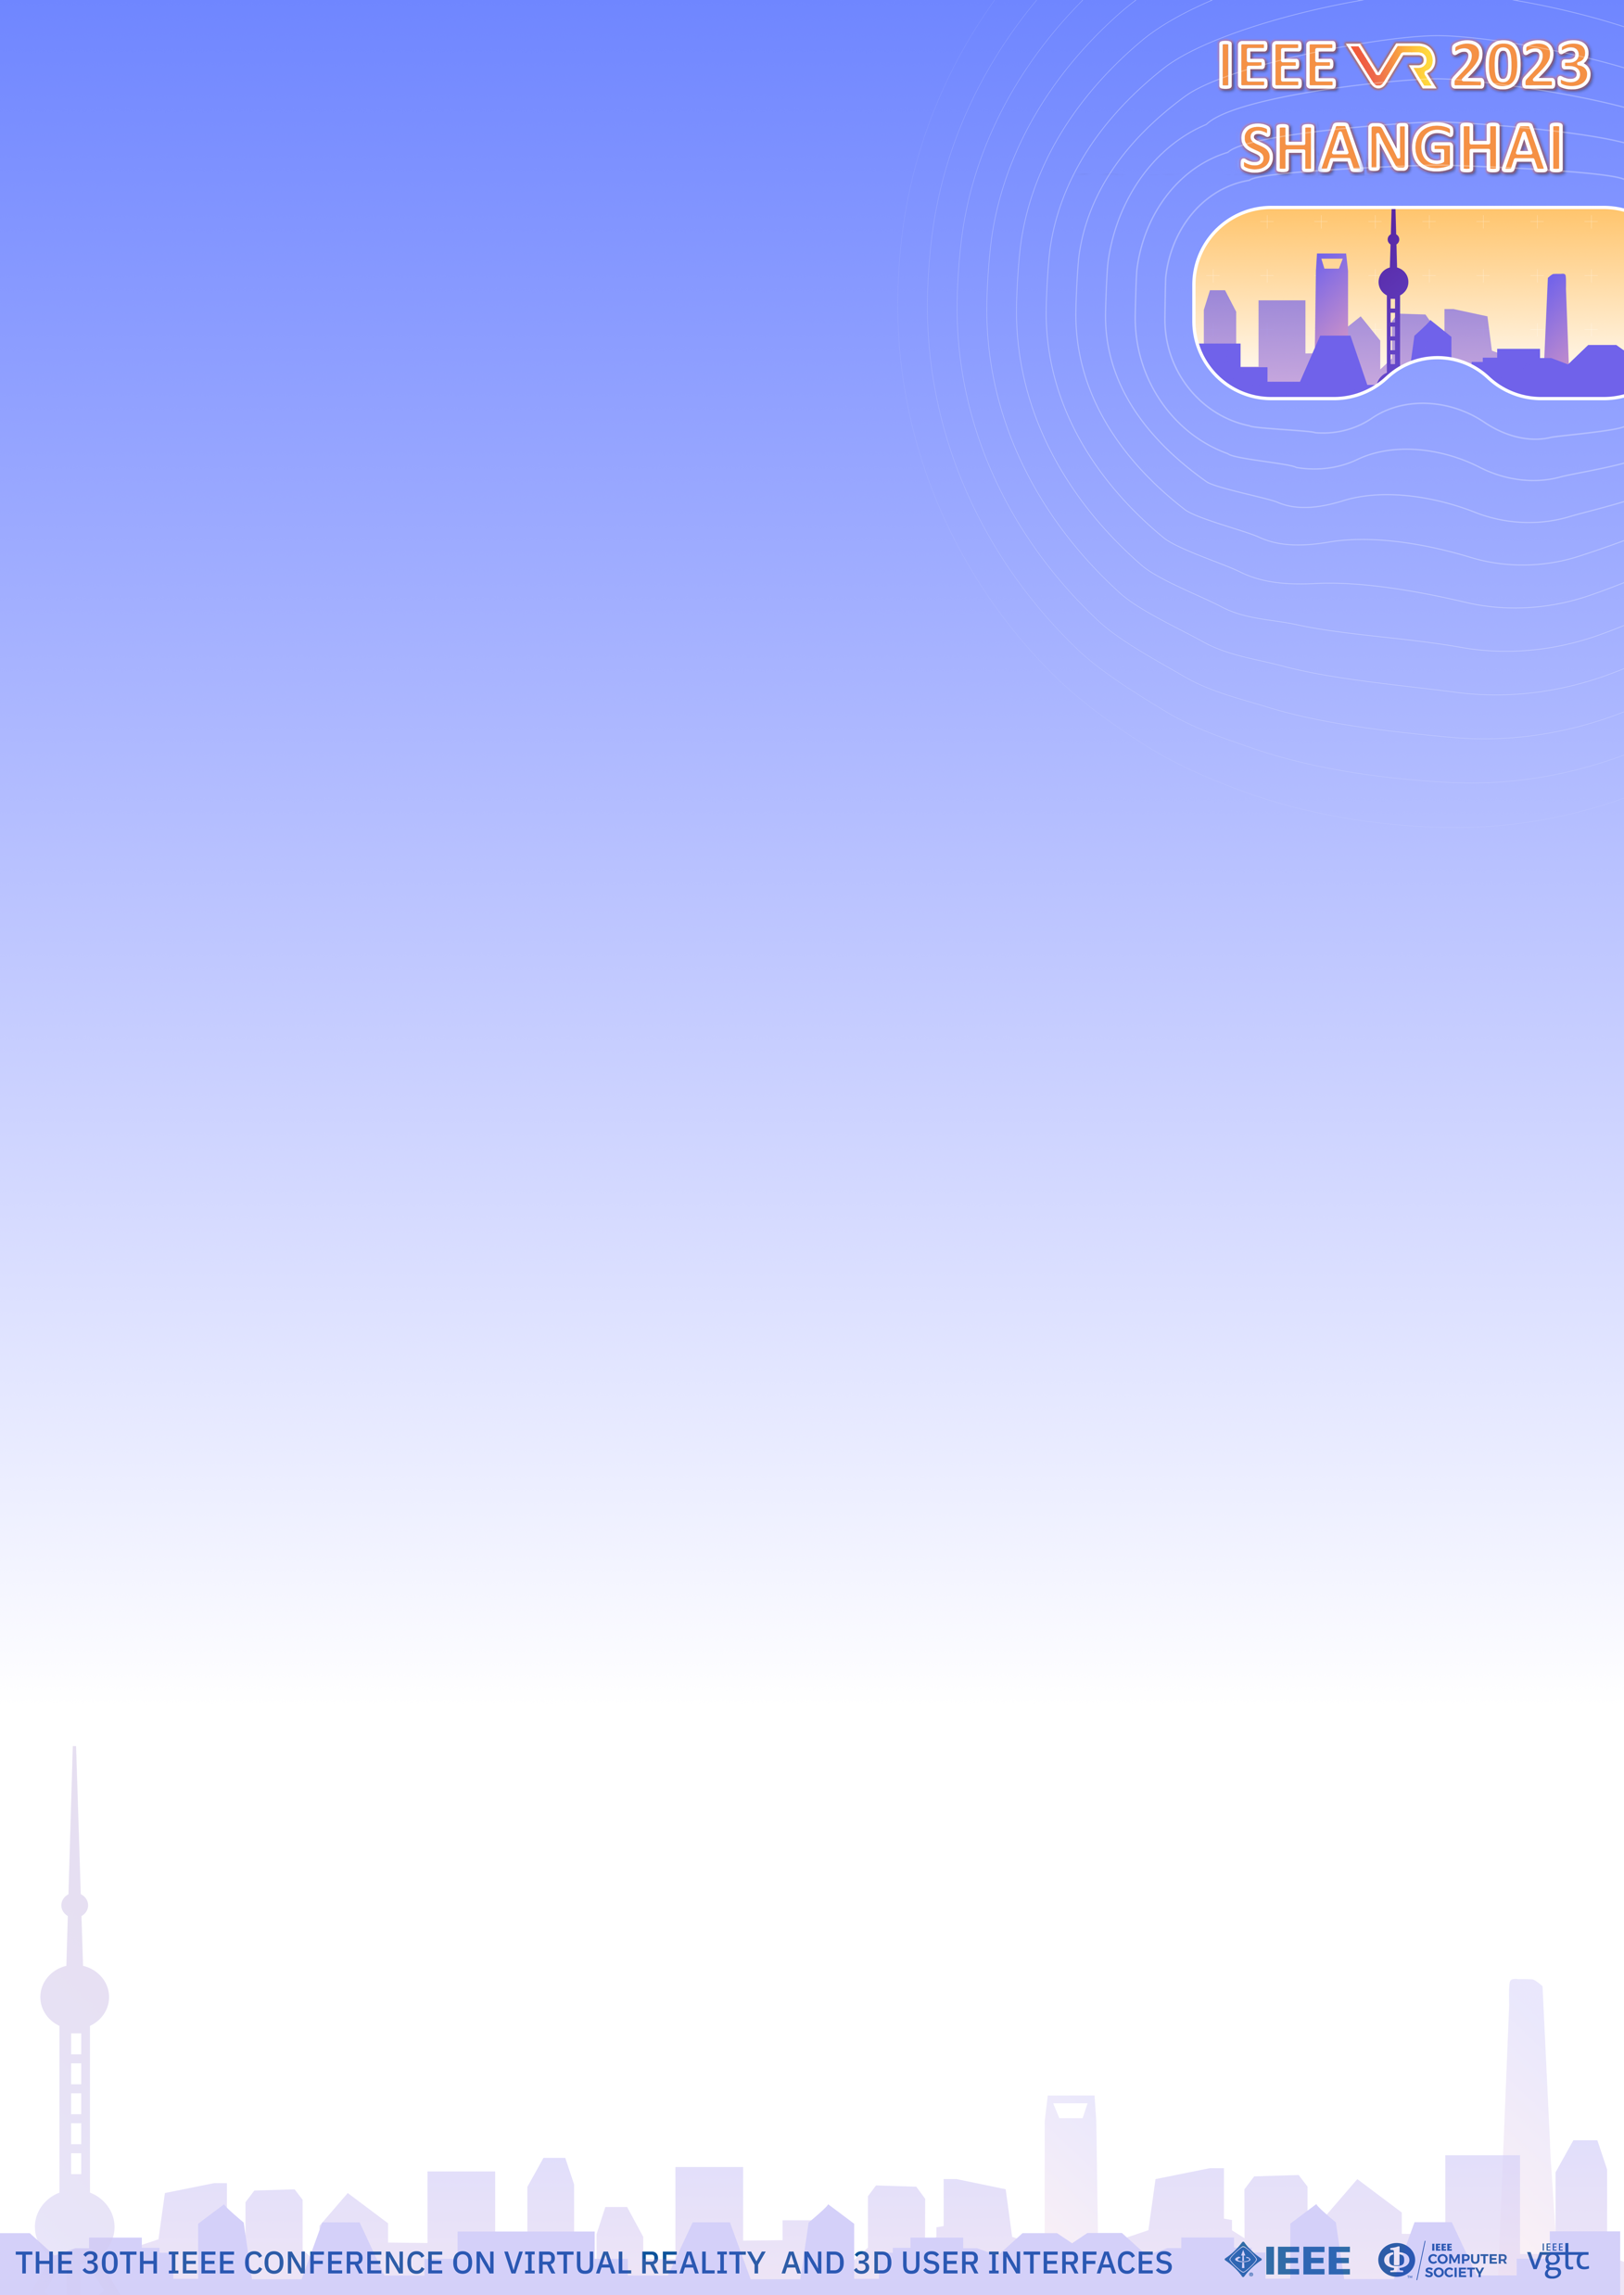 IEEE VR 2023
SHANGHAI
THE 30TH IEEE CONFERENCE ON VIRTUAL REALITY AND 3D USER INTERFACES
IEEE
IEEE
COMPUTER
SOCIETY
IEEE
vgtc